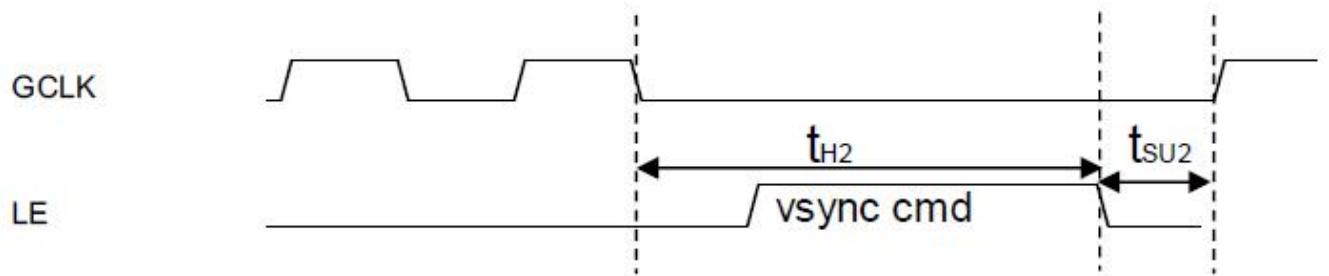 GCLK
tH2
tSU2
LE
vsync cmd